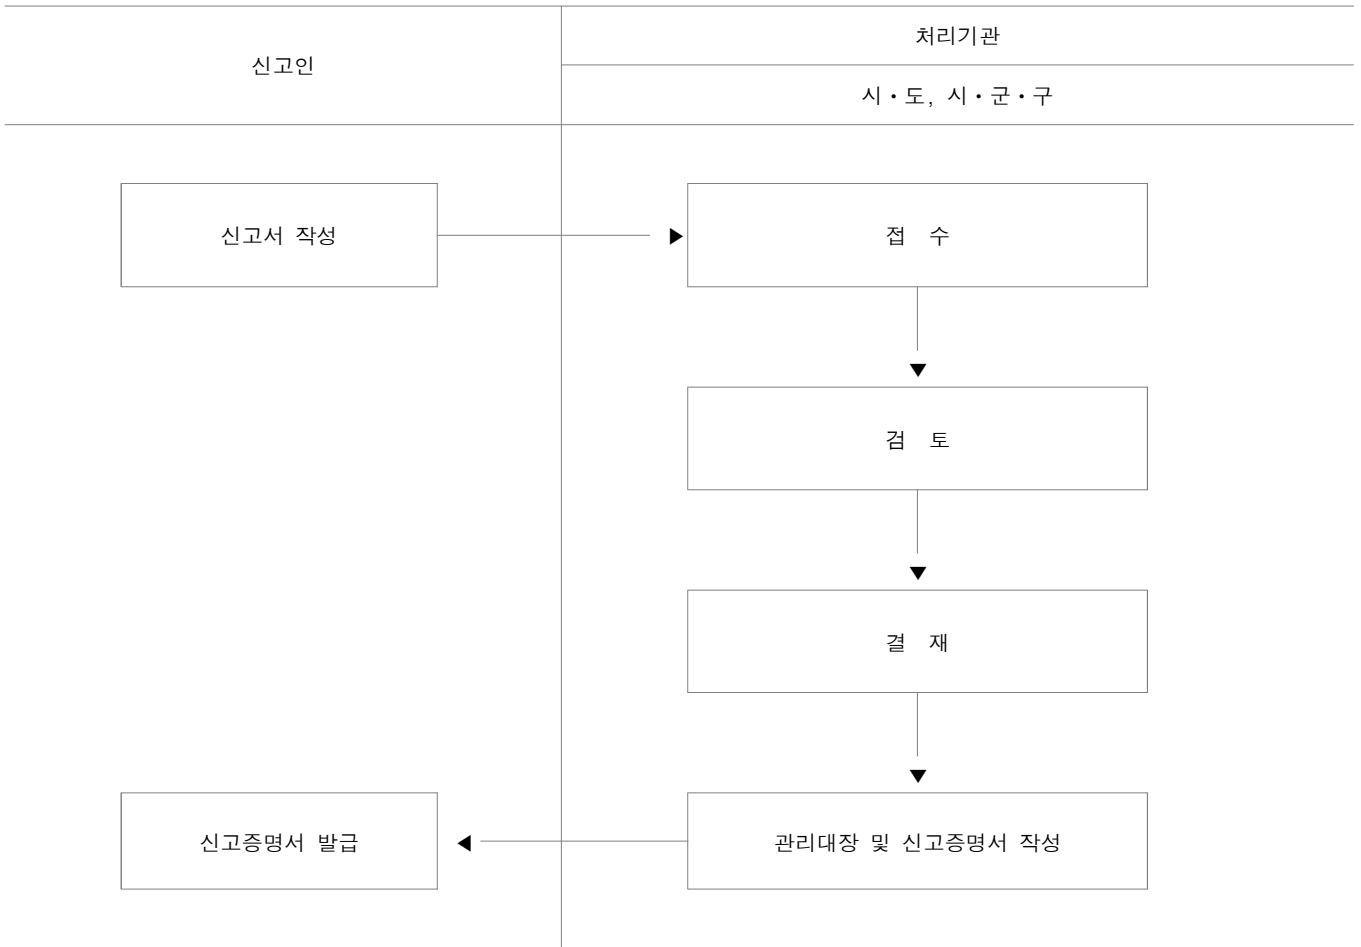 신고인
처리기관
시・도, 시・군・구
신고서 작성
접 수
검 토
결 재
신고증명서 발급
관리대장 및 신고증명서 작성